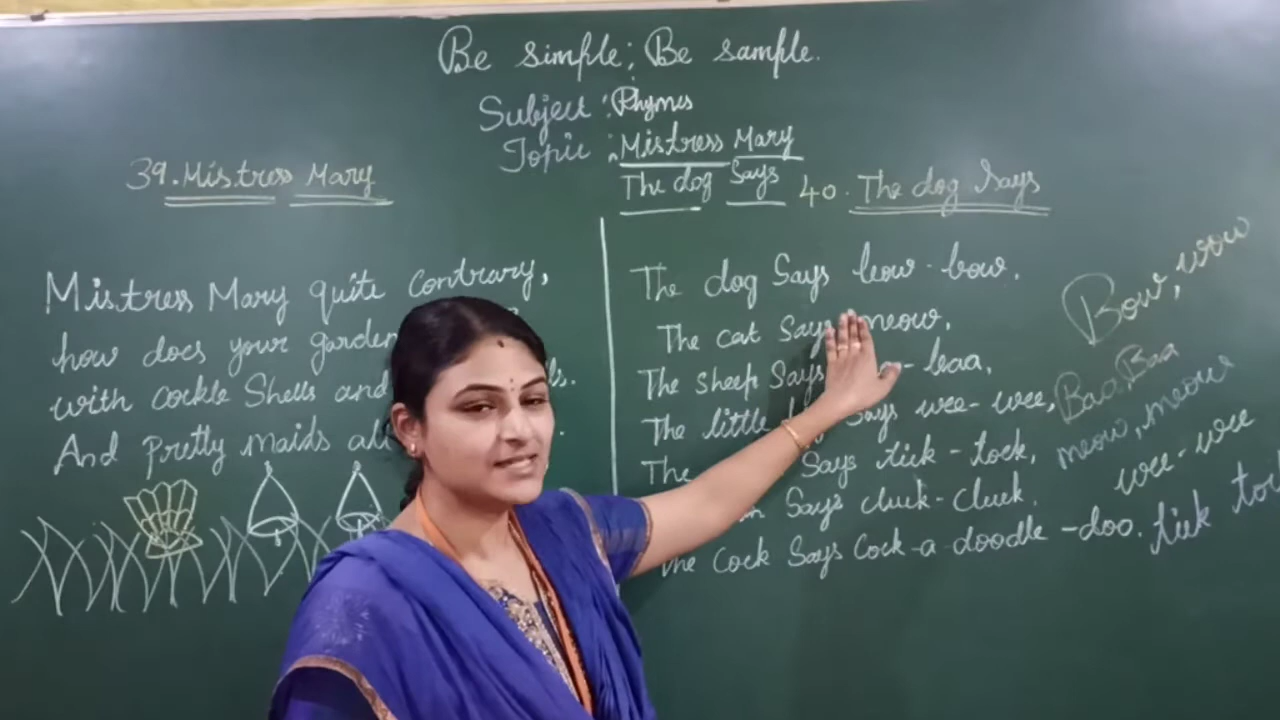 Be simple; Be sample.
Subject : Rhymes
Topic : Mistress Mary
The dog Says
39. Mistress Mary
Mistress Mary quite contrary,
how does your garden
with cockle Shells and
And pretty maids all
40. The dog Says
The dog Says bow-bow.
The cat Says meow.
The Sheep Says -baa,
The little Says wee-wee,
The Says tick-tock,
Says cluck-cluck.
The Cock Says Cock-a-doodle-doo.
Bow, wow
Baa, Baa
meow, meow
wee-wee
tick